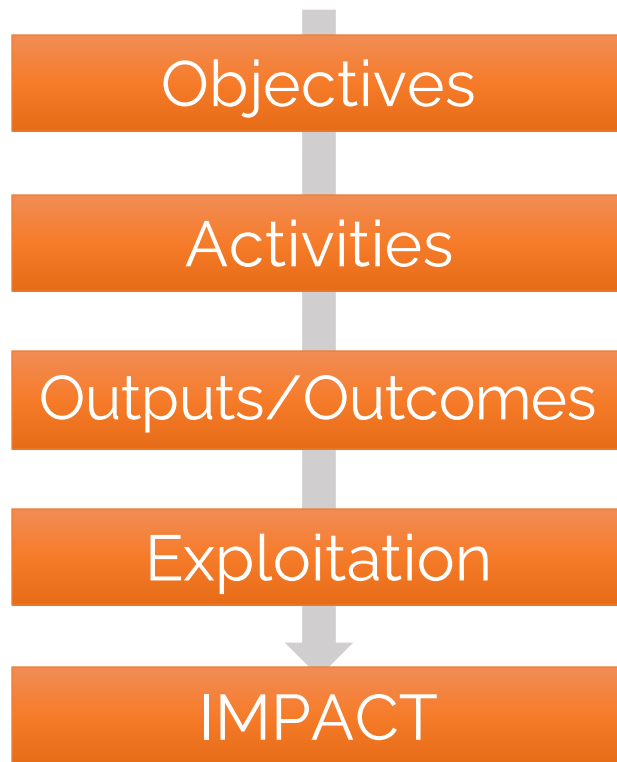 Objectives
Activities
Outputs/Outcomes
Exploitation
IMPACT